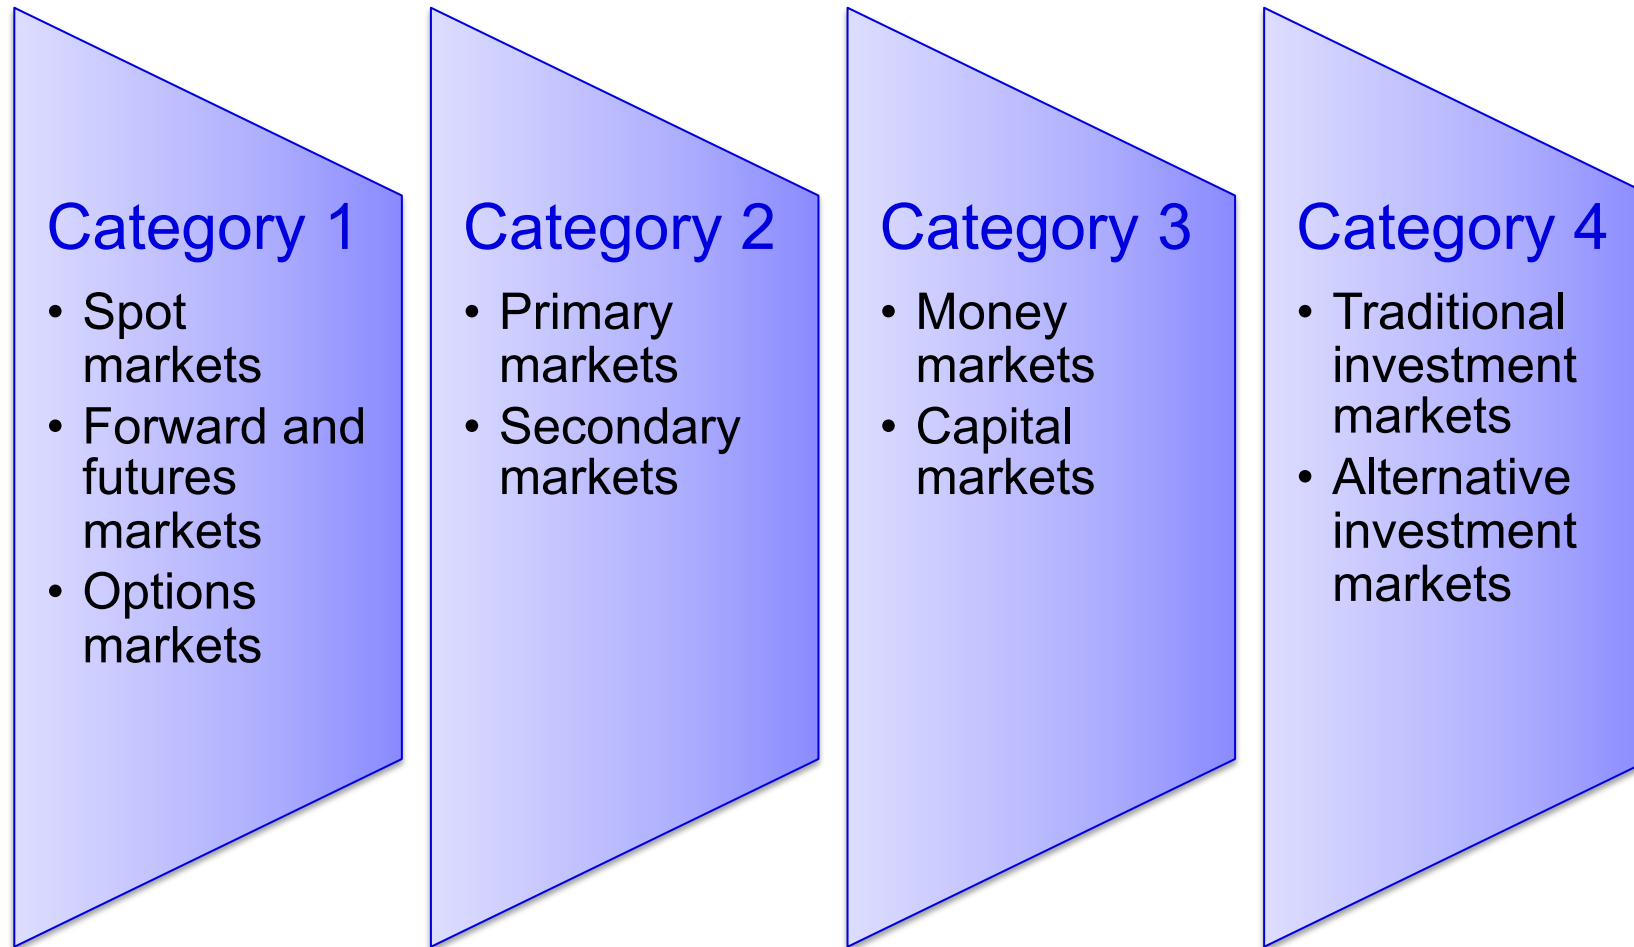 Category 1
• Spot
markets
• Forward and
futures
markets
• Options
markets
Category 2
• Primary
markets
• Secondary
markets
Category 3
• Money
markets
• Capital
markets
Category 4
• Traditional
investment
markets
• Alternative
investment
markets